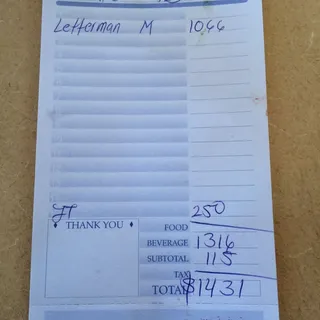 Letterman M 1066
JT 250
♦ THANK YOU ♦ FOOD
BEVERAGE 1316
SUBTOTAL 115
TAX
TOTAL $1431